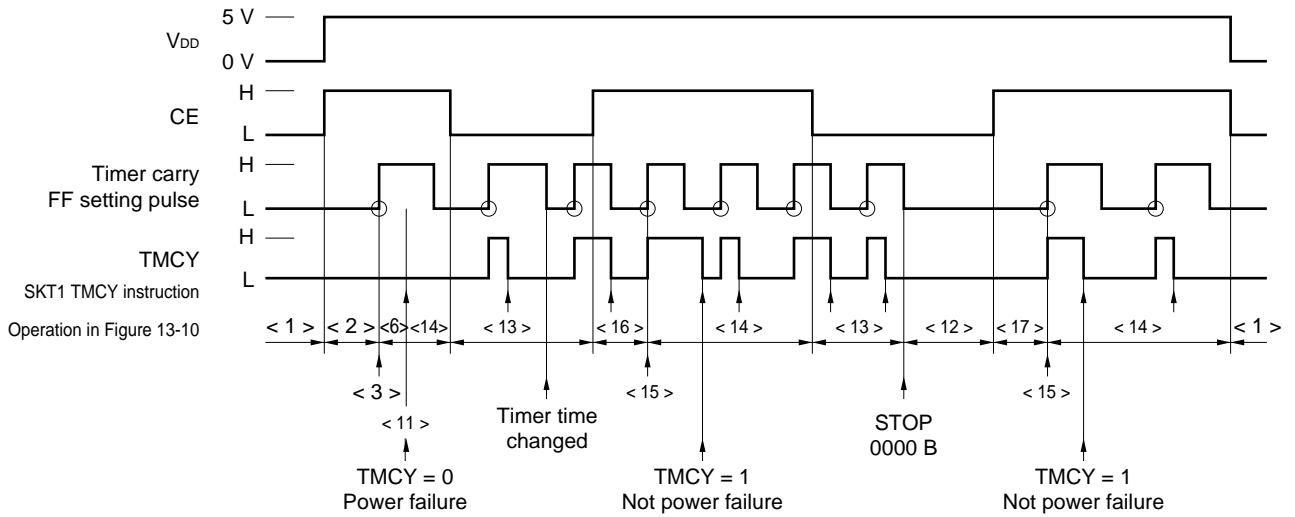 5 V
VDD
0 V
H
CE
L
H
Timer carry
FF setting pulse
L
H
TMCY
L
SKT1 TMCY instruction
Operation in Figure 13-10
< 1 > < 2 > <6> <14> < 13 > < 16 > < 14 > < 13 > < 12 > < 17 > < 14 > < 1 >
< 3 > < 15 > < 15 >
< 11 >
Timer time
changed
STOP
0000 B
TMCY = 0
Power failure
TMCY = 1
Not power failure
TMCY = 1
Not power failure